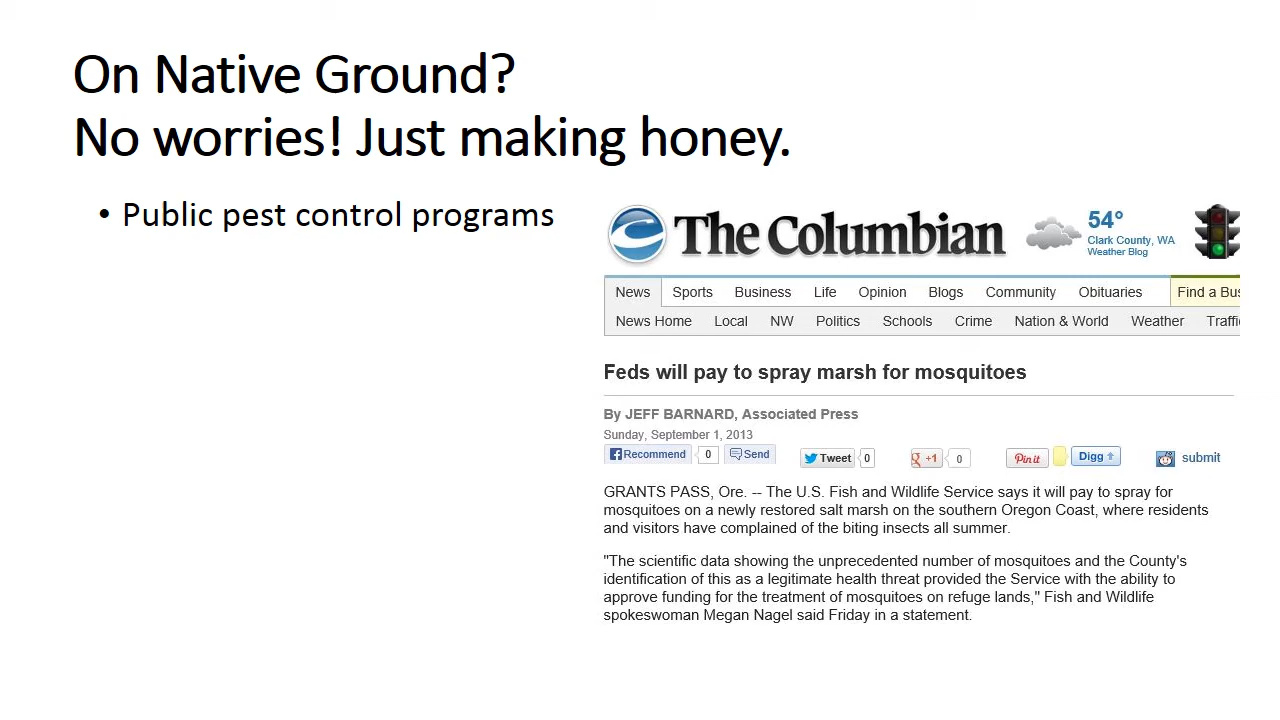 On Native Ground?
No worries! Just making honey.
• Public pest control programs
The Columbian
54°
Clark County, WA
Weather Blog
News Sports Business Life Opinion Blogs Community Obituaries Find a Bus
News Home Local NW Politics Schools Crime Nation & World Weather Traffic
Feds will pay to spray marsh for mosquitoes
By JEFF BARNARD, Associated Press
Sunday, September 1, 2013
Recommend 0 Send Tweet 0 +1 0 Pin it Digg submit
GRANTS PASS, Ore. -- The U.S. Fish and Wildlife Service says it will pay to spray for
mosquitoes on a newly restored salt marsh on the southern Oregon Coast, where residents
and visitors have complained of the biting insects all summer.
"The scientific data showing the unprecedented number of mosquitoes and the County's
identification of this as a legitimate health threat provided the Service with the ability to
approve funding for the treatment of mosquitoes on refuge lands," Fish and Wildlife
spokeswoman Megan Nagel said Friday in a statement.